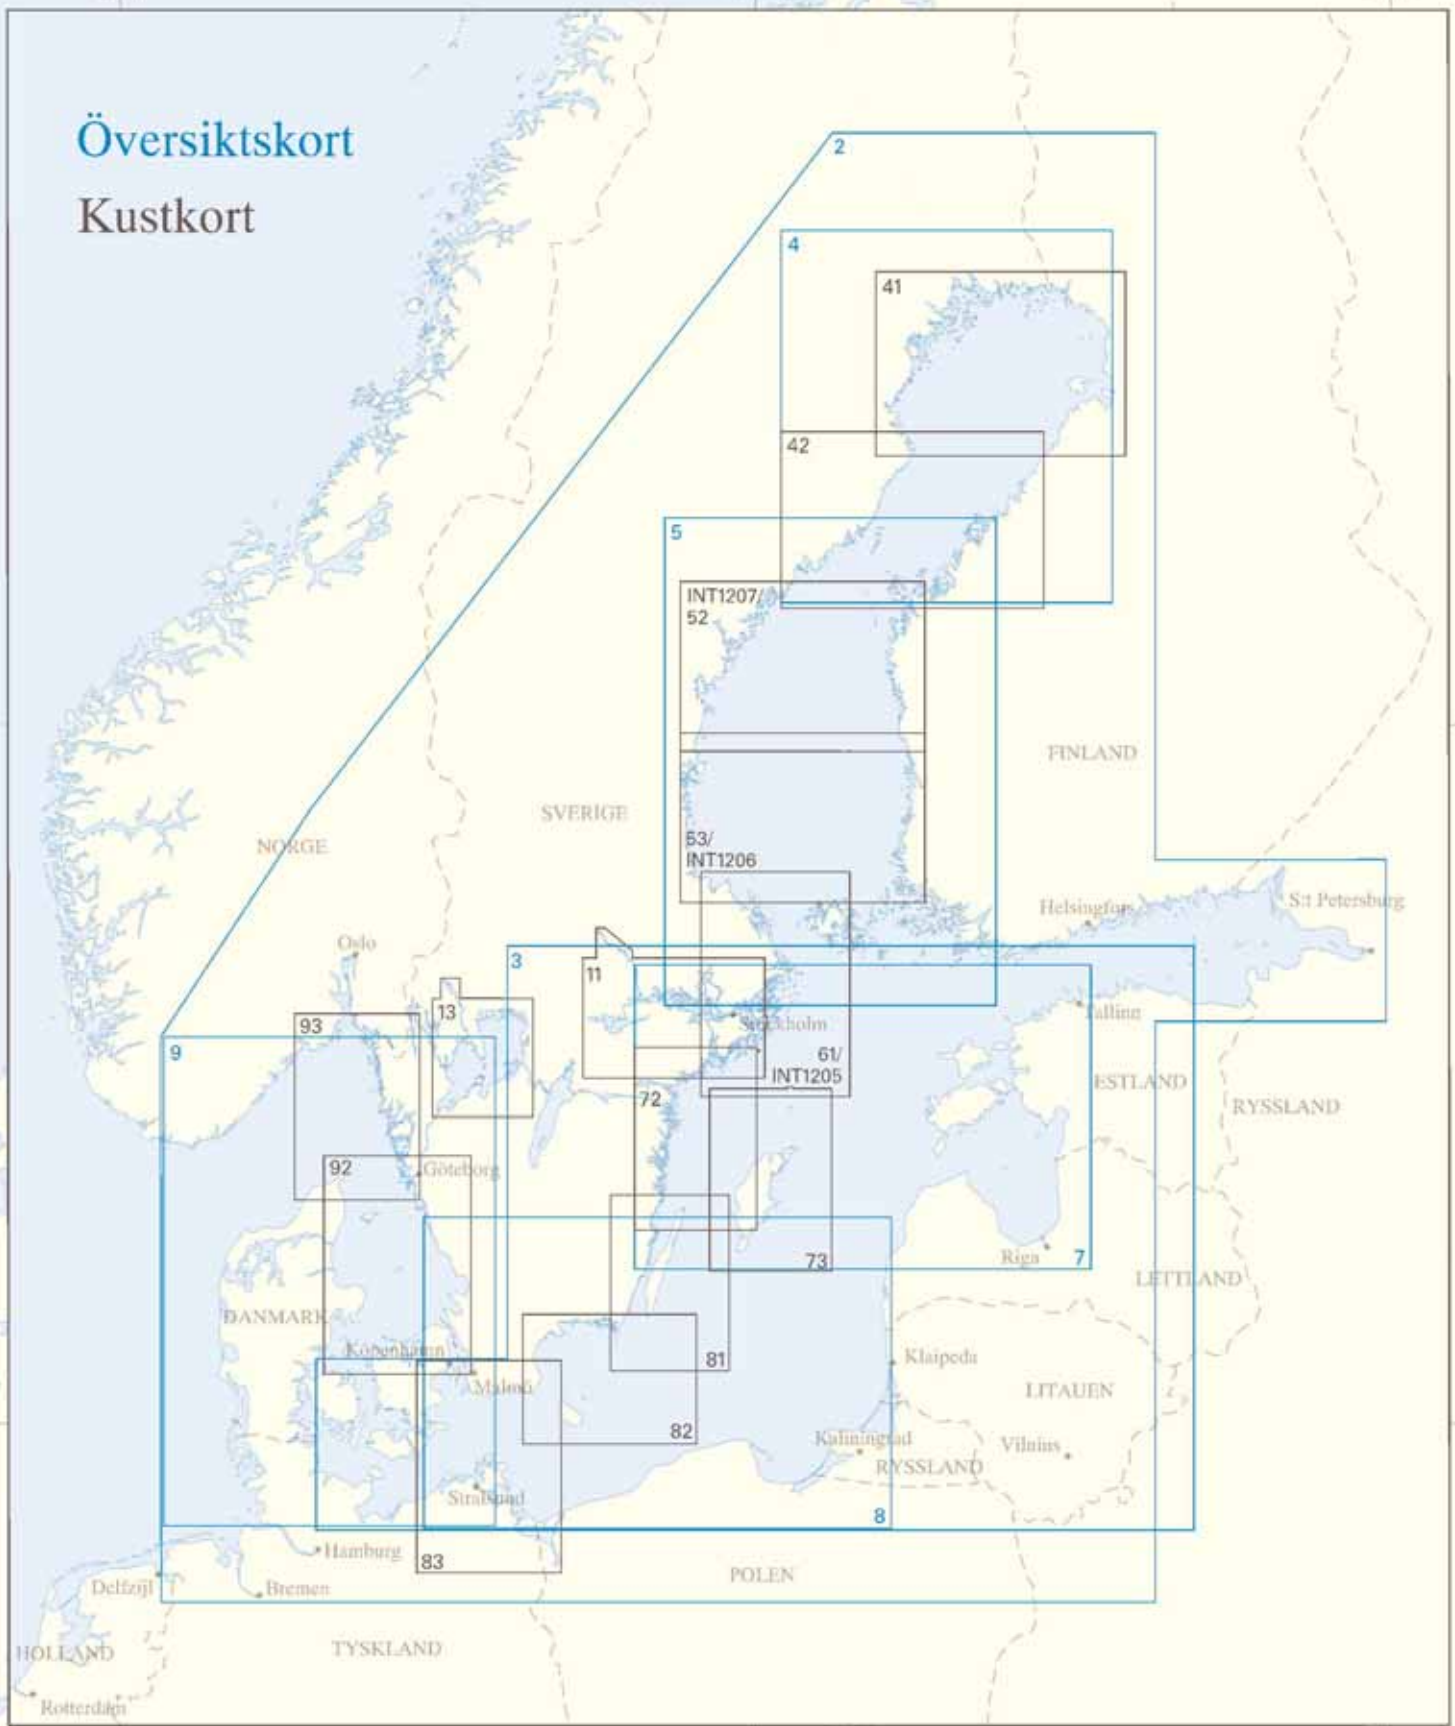 Översiktskort
Kustkort
2
4
41
42
5
INT1207/
52
FINLAND
SVERIGE
NORGE
53/
INT1206
Helsingfors
S:t Petersburg
Oslo
3
11
13
Tallinn
93
Stockholm
9
61/
INT1205
ESTLAND
72
RYSSLAND
92
Göteborg
73
Riga
7
LETTLAND
DANMARK
Köbenhamn
81
Klaipeda
Malmö
LITAUEN
82
Kaliningrad
Vilnius
RYSSLAND
Stralsund
8
Hamburg
83
POLEN
Delfzijl
Bremen
HOLLAND
TYSKLAND
Rotterdam